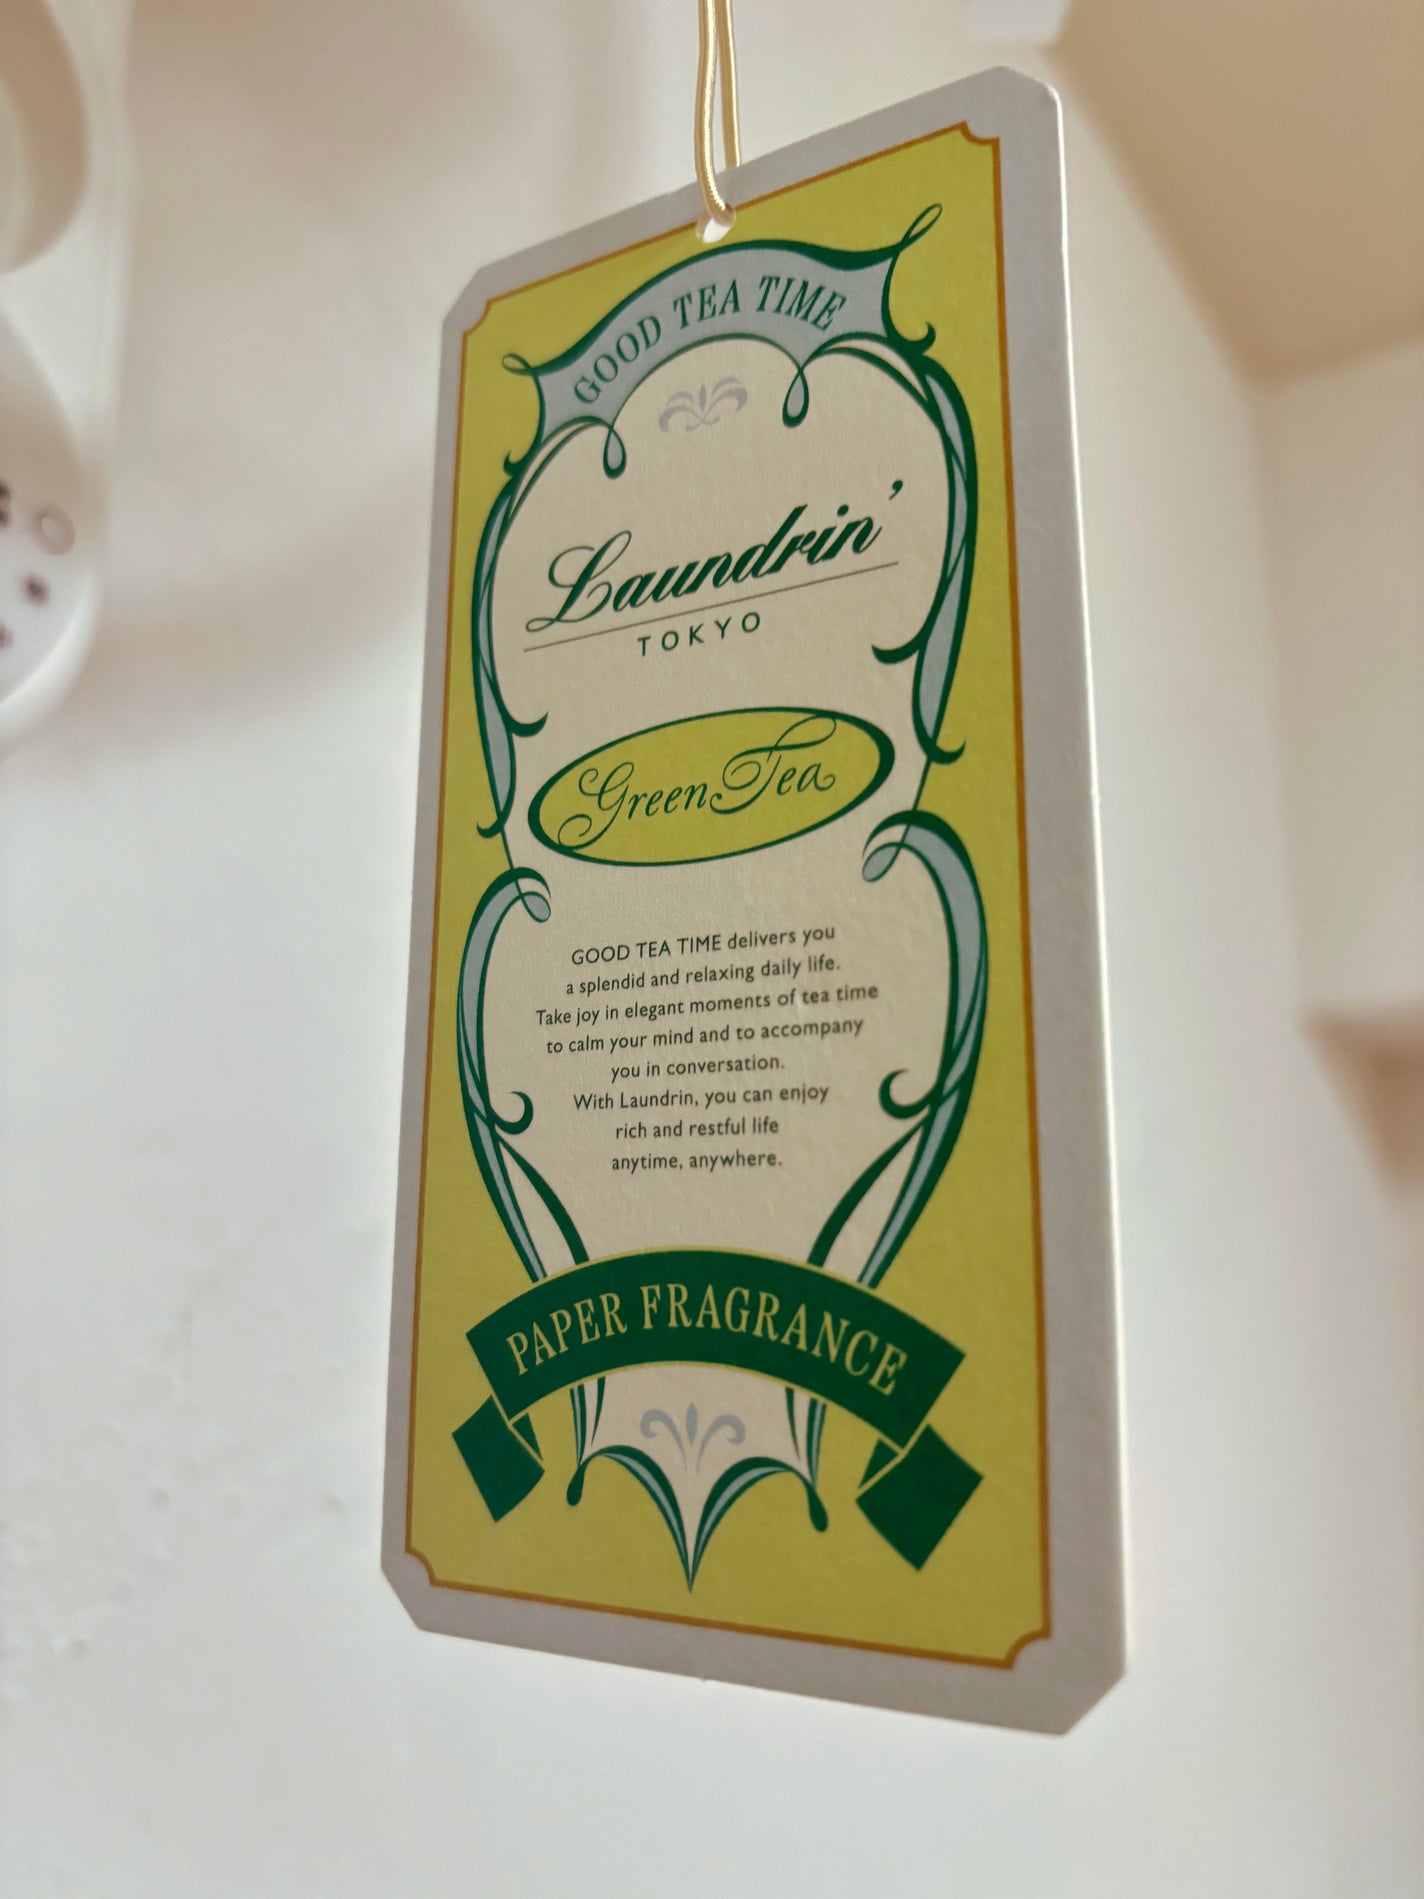 GOOD TEA TIME
Laundrin’
TOKYO
Green Tea
GOOD TEA TIME delivers you
a splendid and relaxing daily life.
Take joy in elegant moments of tea time
to calm your mind and to accompany
you in conversation.
With Laundrin, you can enjoy
rich and restful life
anytime, anywhere.
PAPER FRAGRANCE